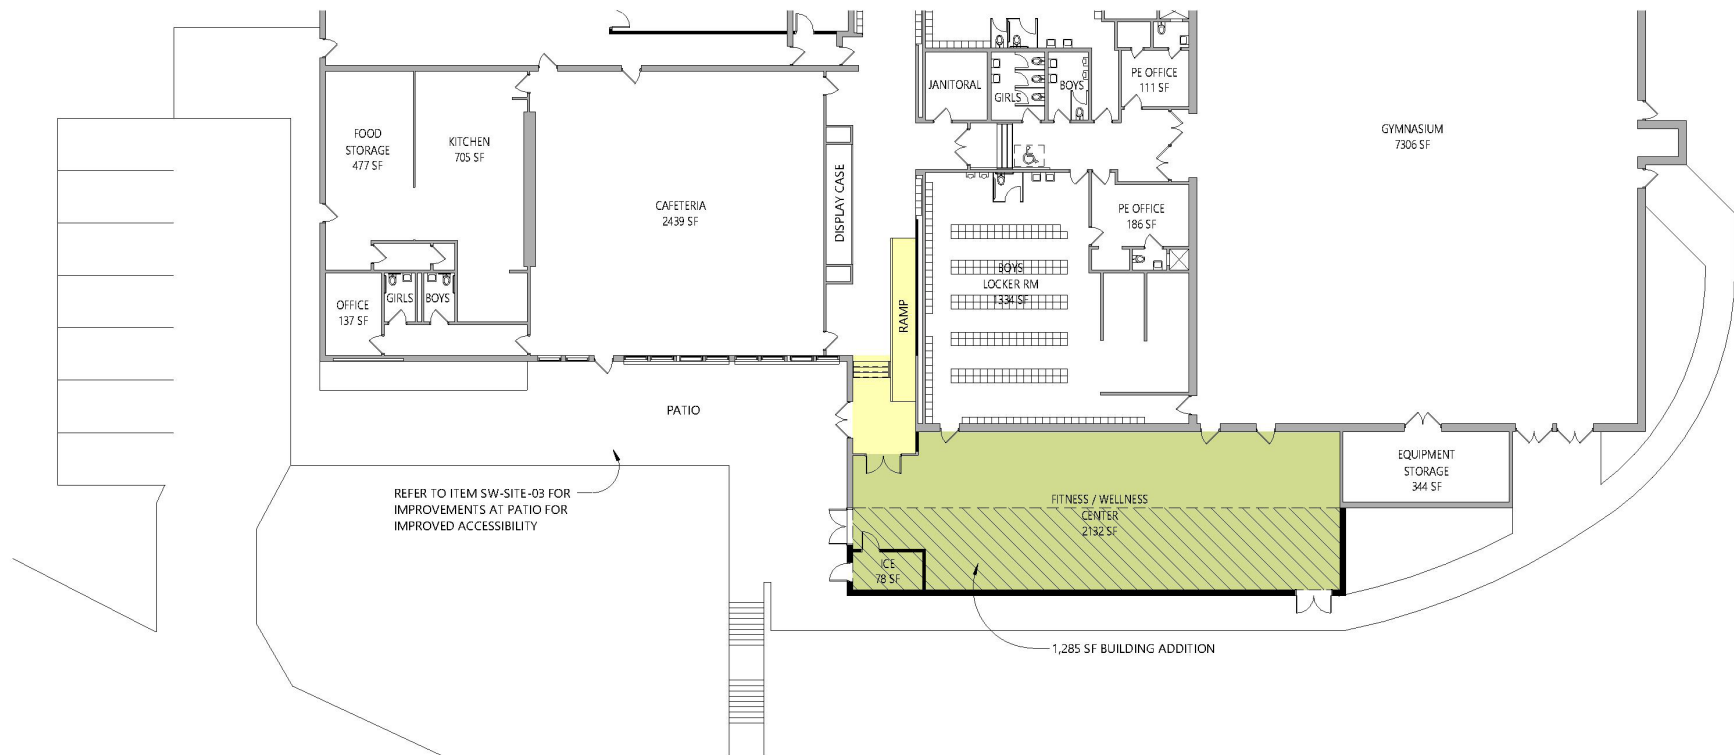 JANITORAL
GIRLS
BOYS
PE OFFICE
111 SF
FOOD
STORAGE
477 SF
KITCHEN
705 SF
GYMNASIUM
7306 SF
CAFETERIA
2439 SF
DISPLAY CASE
PE OFFICE
186 SF
BOYS
LOCKER RM
1334 SF
OFFICE
137 SF
GIRLS
BOYS
RAMP
PATIO
EQUIPMENT
STORAGE
344 SF
REFER TO ITEM SW-SITE-03 FOR
IMPROVEMENTS AT PATIO FOR
IMPROVED ACCESSIBILITY
FITNESS / WELLNESS
CENTER
2132 SF
ICE
78 SF
1,285 SF BUILDING ADDITION